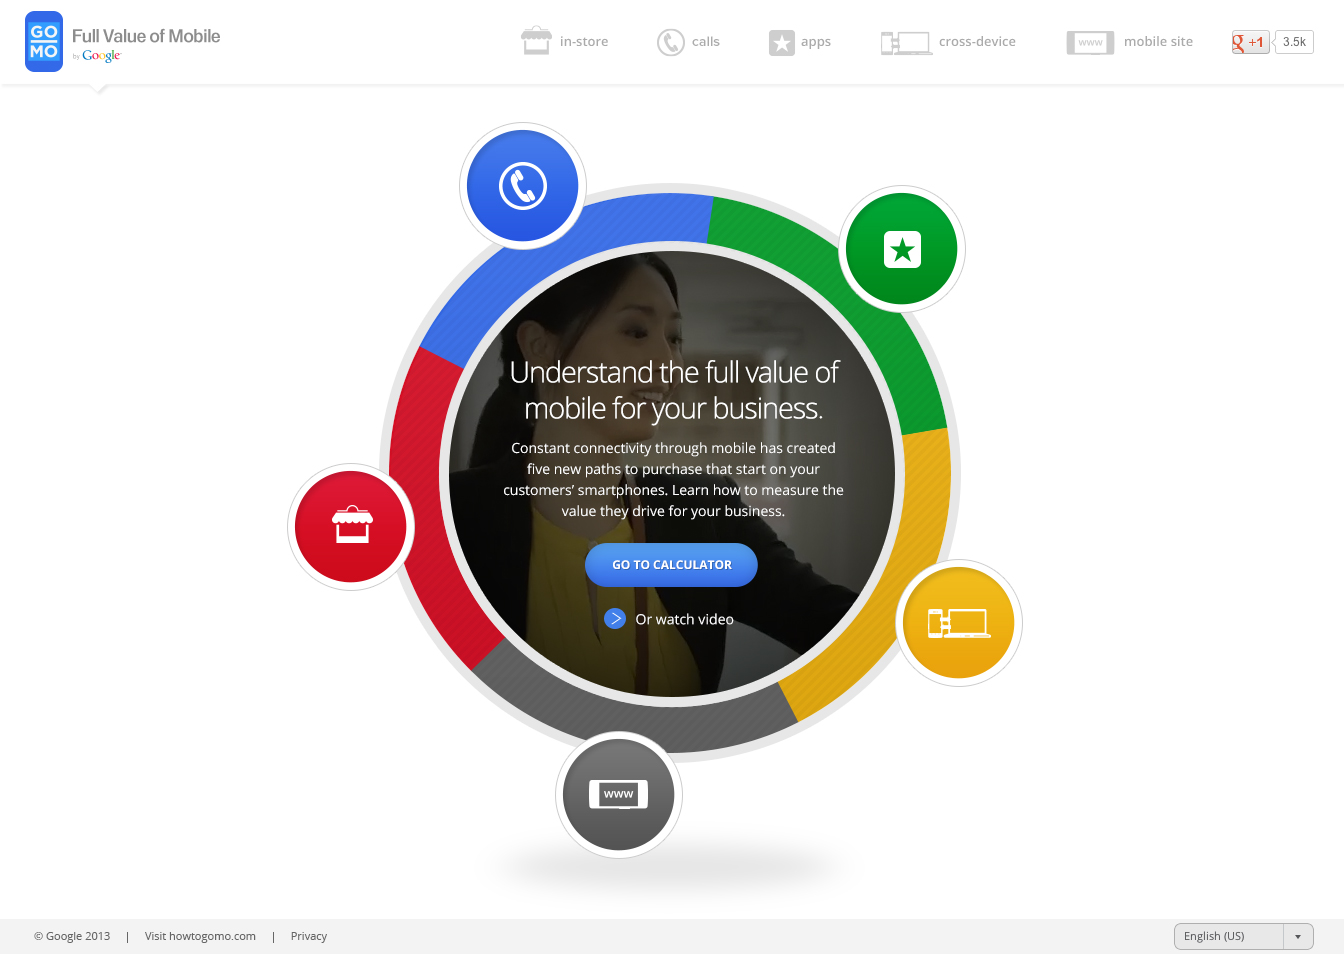 GO
MO
Full Value of Mobile
by Google
in-store
calls
apps
cross-device
www
mobile site
g +1
3.5k
Understand the full value of
mobile for your business.
Constant connectivity through mobile has created
five new paths to purchase that start on your
customers' smartphones. Learn how to measure the
value they drive for your business.
GO TO CALCULATOR
Or watch video
www
© Google 2013 | Visit howtogomo.com | Privacy
English (US)